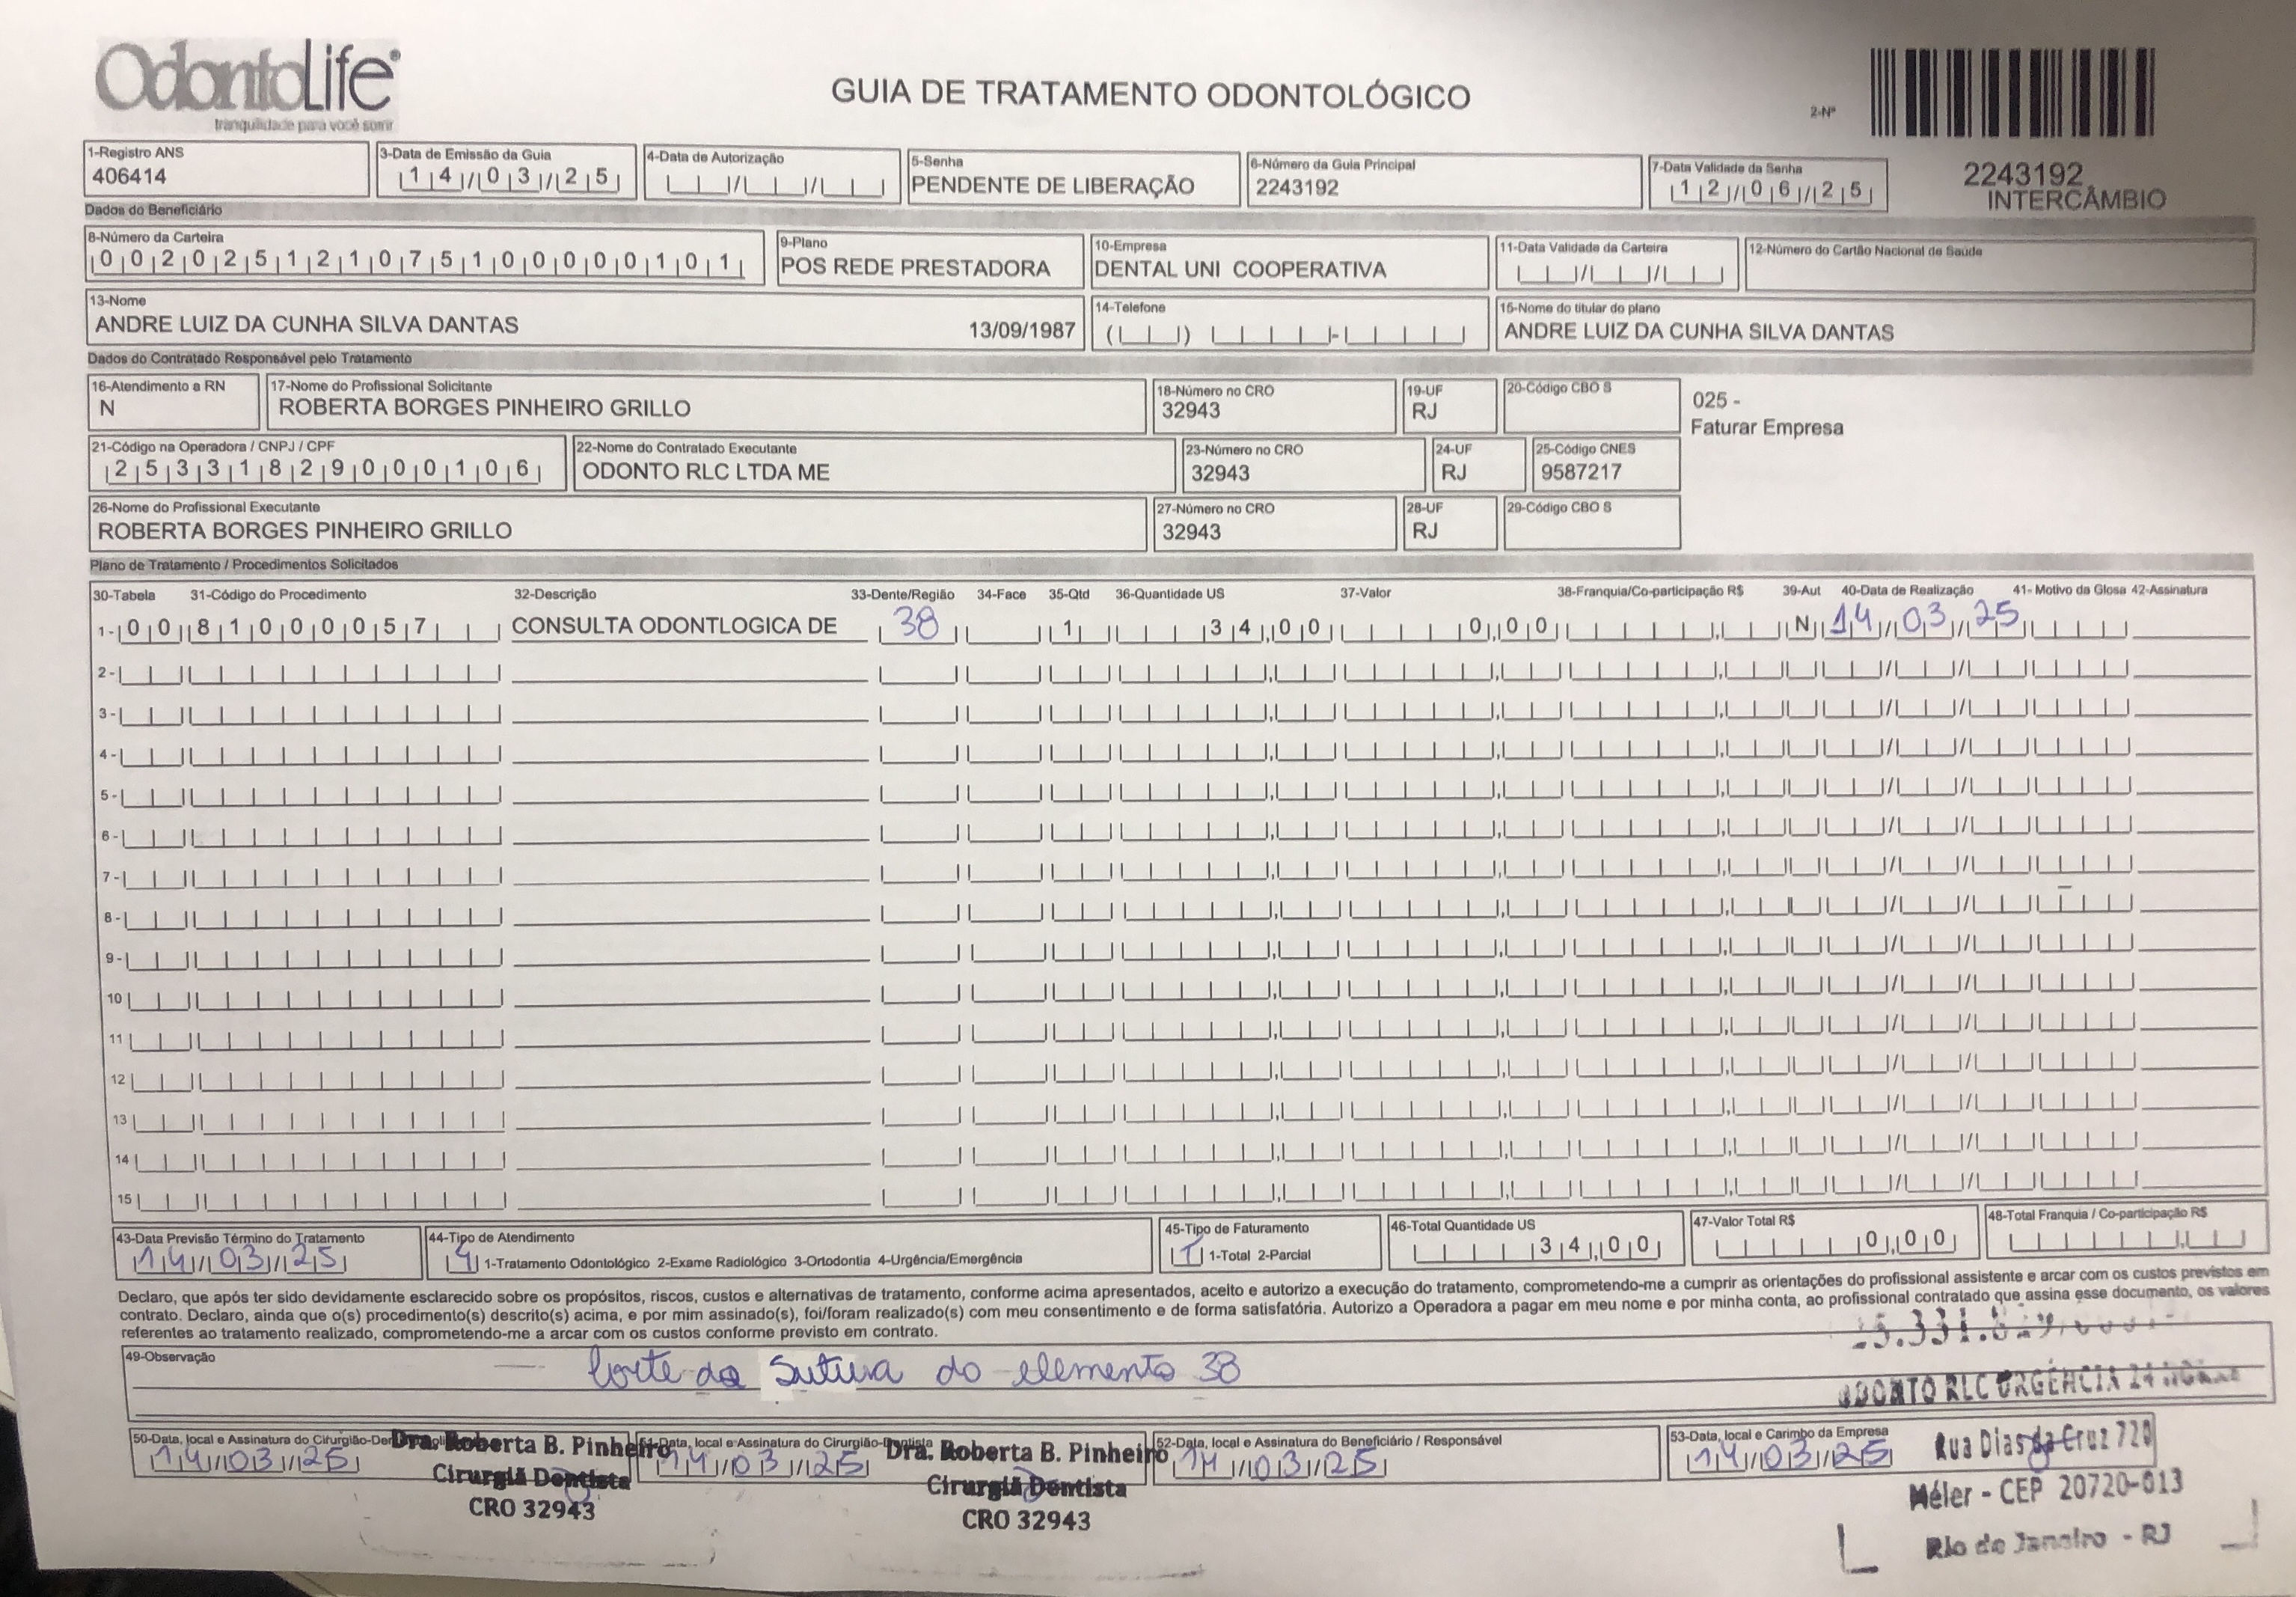 OdontoLife®
tranquilidade para você sorrir
GUIA DE TRATAMENTO ODONTOLÓGICO
2-Nº
2243192
INTERCÂMBIO
1-Registro ANS
406414
3-Data de Emissão da Guia
14/03/25
4-Data de Autorização
5-Senha
PENDENTE DE LIBERAÇÃO
6-Número da Guia Principal
2243192
7-Data Validade da Senha
12/06/25
Dados do Beneficiário
8-Número da Carteira
0020251210751000000101
9-Plano
POS REDE PRESTADORA
10-Empresa
DENTAL UNI COOPERATIVA
11-Data Validade da Carteira
12-Número do Cartão Nacional de Saúde
13-Nome
ANDRE LUIZ DA CUNHA SILVA DANTAS 13/09/1987
14-Telefone
15-Nome do titular do plano
ANDRE LUIZ DA CUNHA SILVA DANTAS
Dados do Contratado Responsável pelo Tratamento
16-Atendimento a RN
N
17-Nome do Profissional Solicitante
ROBERTA BORGES PINHEIRO GRILLO
18-Número no CRO
32943
19-UF
RJ
20-Código CBO S
025 -
Faturar Empresa
21-Código na Operadora / CNPJ / CPF
25331829000106
22-Nome do Contratado Executante
ODONTO RLC LTDA ME
23-Número no CRO
32943
24-UF
RJ
25-Código CNES
9587217
26-Nome do Profissional Executante
ROBERTA BORGES PINHEIRO GRILLO
27-Número no CRO
32943
28-UF
RJ
29-Código CBO S
Plano de Tratamento / Procedimentos Solicitados
30-Tabela 31-Código do Procedimento 32-Descrição 33-Dente/Região 34-Face 35-Qtd 36-Quantidade US 37-Valor 38-Franquia/Co-participação R$ 39-Aut 40-Data de Realização 41- Motivo da Glosa 42-Assinatura
1- 00 81000057 CONSULTA ODONTLOGICA DE 38 1 34,00 0,00 N 14/03/25
2-
3-
4-
5-
6-
7-
8-
9-
10
11
12
13
14
15
43-Data Previsão Término do Tratamento
14/03/25
44-Tipo de Atendimento
4 1-Tratamento Odontológico 2-Exame Radiológico 3-Ortodontia 4-Urgência/Emergência
45-Tipo de Faturamento
T 1-Total 2-Parcial
46-Total Quantidade US
34,00
47-Valor Total R$
0,00
48-Total Franquia / Co-participação R$
Declaro, que após ter sido devidamente esclarecido sobre os propósitos, riscos, custos e alternativas de tratamento, conforme acima apresentados, aceito e autorizo a execução do tratamento, comprometendo-me a cumprir as orientações do profissional assistente e arcar com os custos previstos em
contrato. Declaro, ainda que o(s) procedimento(s) descrito(s) acima, e por mim assinado(s), foi/foram realizado(s) com meu consentimento e de forma satisfatória. Autorizo a Operadora a pagar em meu nome e por minha conta, ao profissional contratado que assina esse documento, os valores
referentes ao tratamento realizado, comprometendo-me a arcar com os custos conforme previsto em contrato.
49-Observação
Corte da Sutura do elemento 38
ODONTO RLC URGÊNCIA 24 HORAS
50-Data, local e Assinatura do Cirurgião-Dentista
14/03/25
Dra. Roberta B. Pinheiro
Cirurgiã Dentista
CRO 32943
51-Data, local e Assinatura do Cirurgião-Dentista
14/03/25
Dra. Roberta B. Pinheiro
Cirurgiã Dentista
CRO 32943
52-Data, local e Assinatura do Beneficiário / Responsável
14/03/25
53-Data, local e Carimbo da Empresa
14/03/25
Rua Dias da Cruz 720
Méier - CEP 20720-013
Rio de Janeiro - RJ